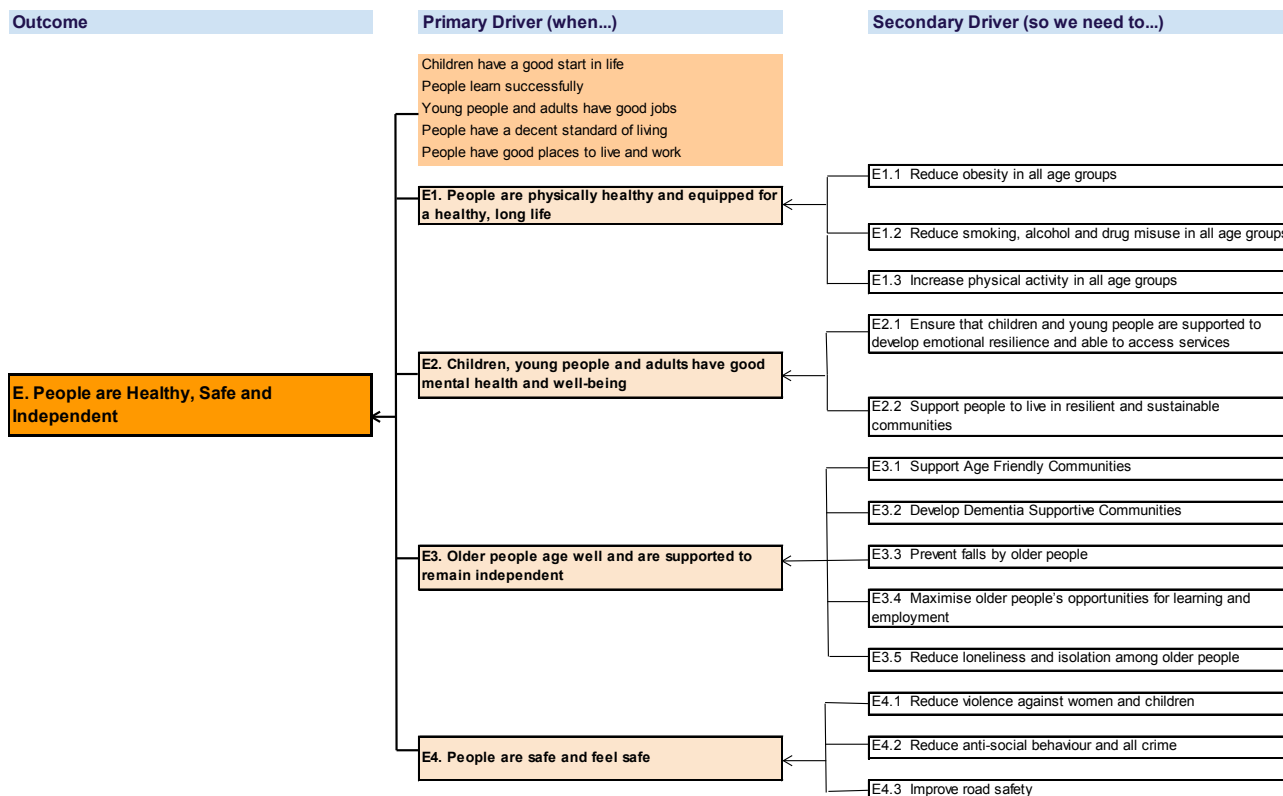 Outcome
Primary Driver (when...)
Secondary Driver (so we need to...)
Children have a good start in life
People learn successfully
Young people and adults have good jobs
People have a decent standard of living
People have good places to live and work
E. People are Healthy, Safe and
Independent
E1. People are physically healthy and equipped for
a healthy, long life
E1.1 Reduce obesity in all age groups
E1.2 Reduce smoking, alcohol and drug misuse in all age groups
E1.3 Increase physical activity in all age groups
E2. Children, young people and adults have good
mental health and well-being
E2.1 Ensure that children and young people are supported to
develop emotional resilience and able to access services
E2.2 Support people to live in resilient and sustainable
communities
E3. Older people age well and are supported to
remain independent
E3.1 Support Age Friendly Communities
E3.2 Develop Dementia Supportive Communities
E3.3 Prevent falls by older people
E3.4 Maximise older people’s opportunities for learning and
employment
E3.5 Reduce loneliness and isolation among older people
E4. People are safe and feel safe
E4.1 Reduce violence against women and children
E4.2 Reduce anti-social behaviour and all crime
E4.3 Improve road safety